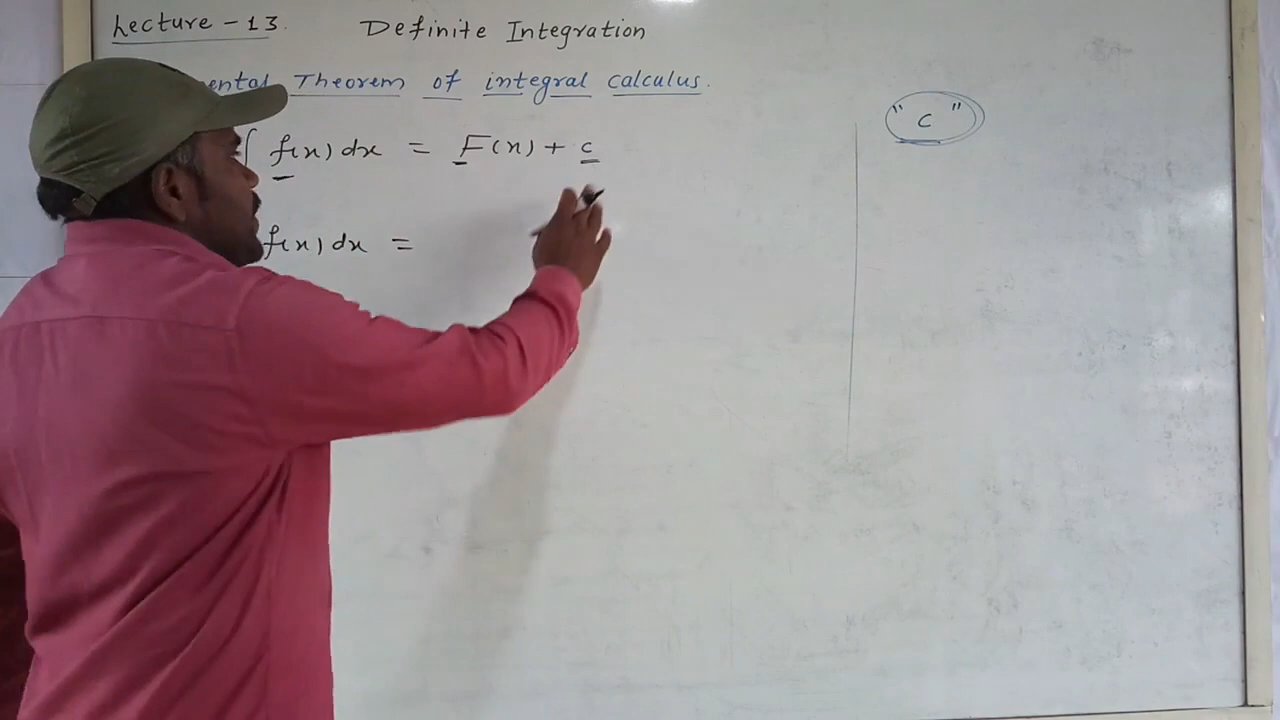 Lecture - 13. Definite Integration
Theorem of integral calculus.
∫ f(x) dx = F(x) + c
f(x) dx =
" c "